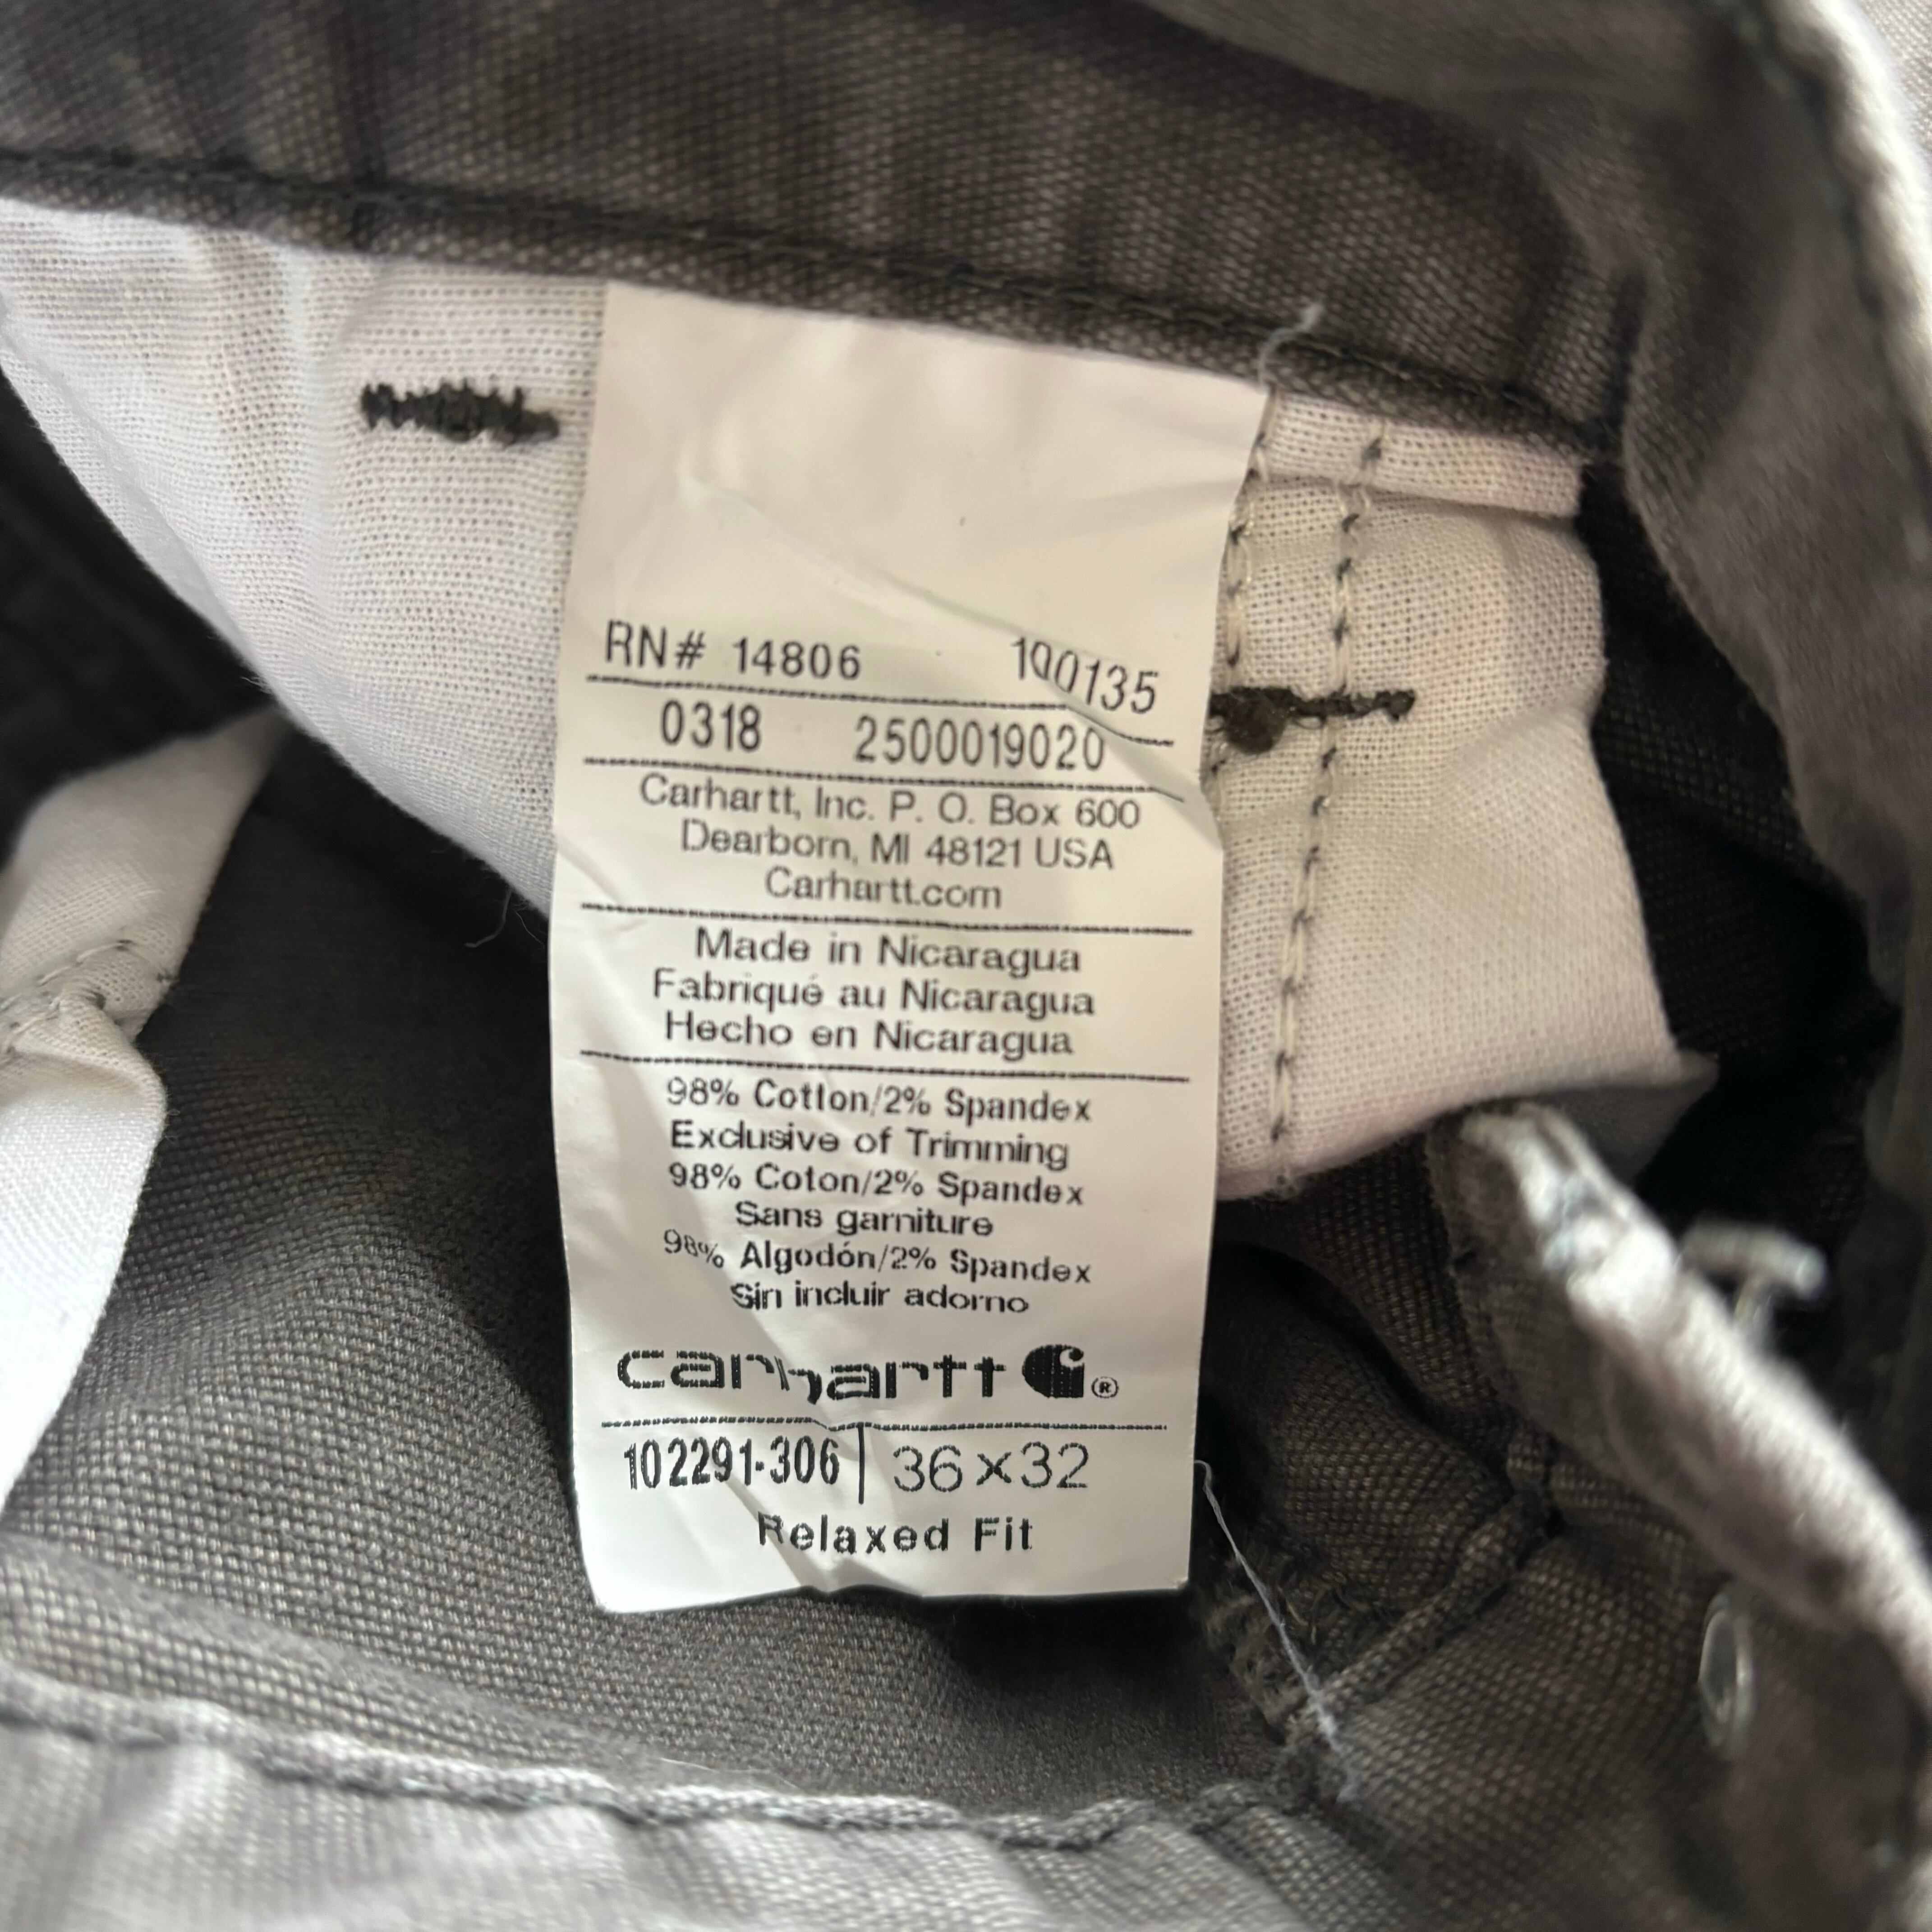 RN# 14806 100135
0318 2500019020
Carhartt, Inc. P. O. Box 600
Dearborn, MI 48121 USA
Carhartt.com
Made in Nicaragua
Fabriqué au Nicaragua
Hecho en Nicaragua
98% Cotton/2% Spandex
Exclusive of Trimming
98% Coton/2% Spandex
Sans garniture
98% Algodón/2% Spandex
Sin incluir adorno
carhartt ®
102291-306 | 36×32
Relaxed Fit